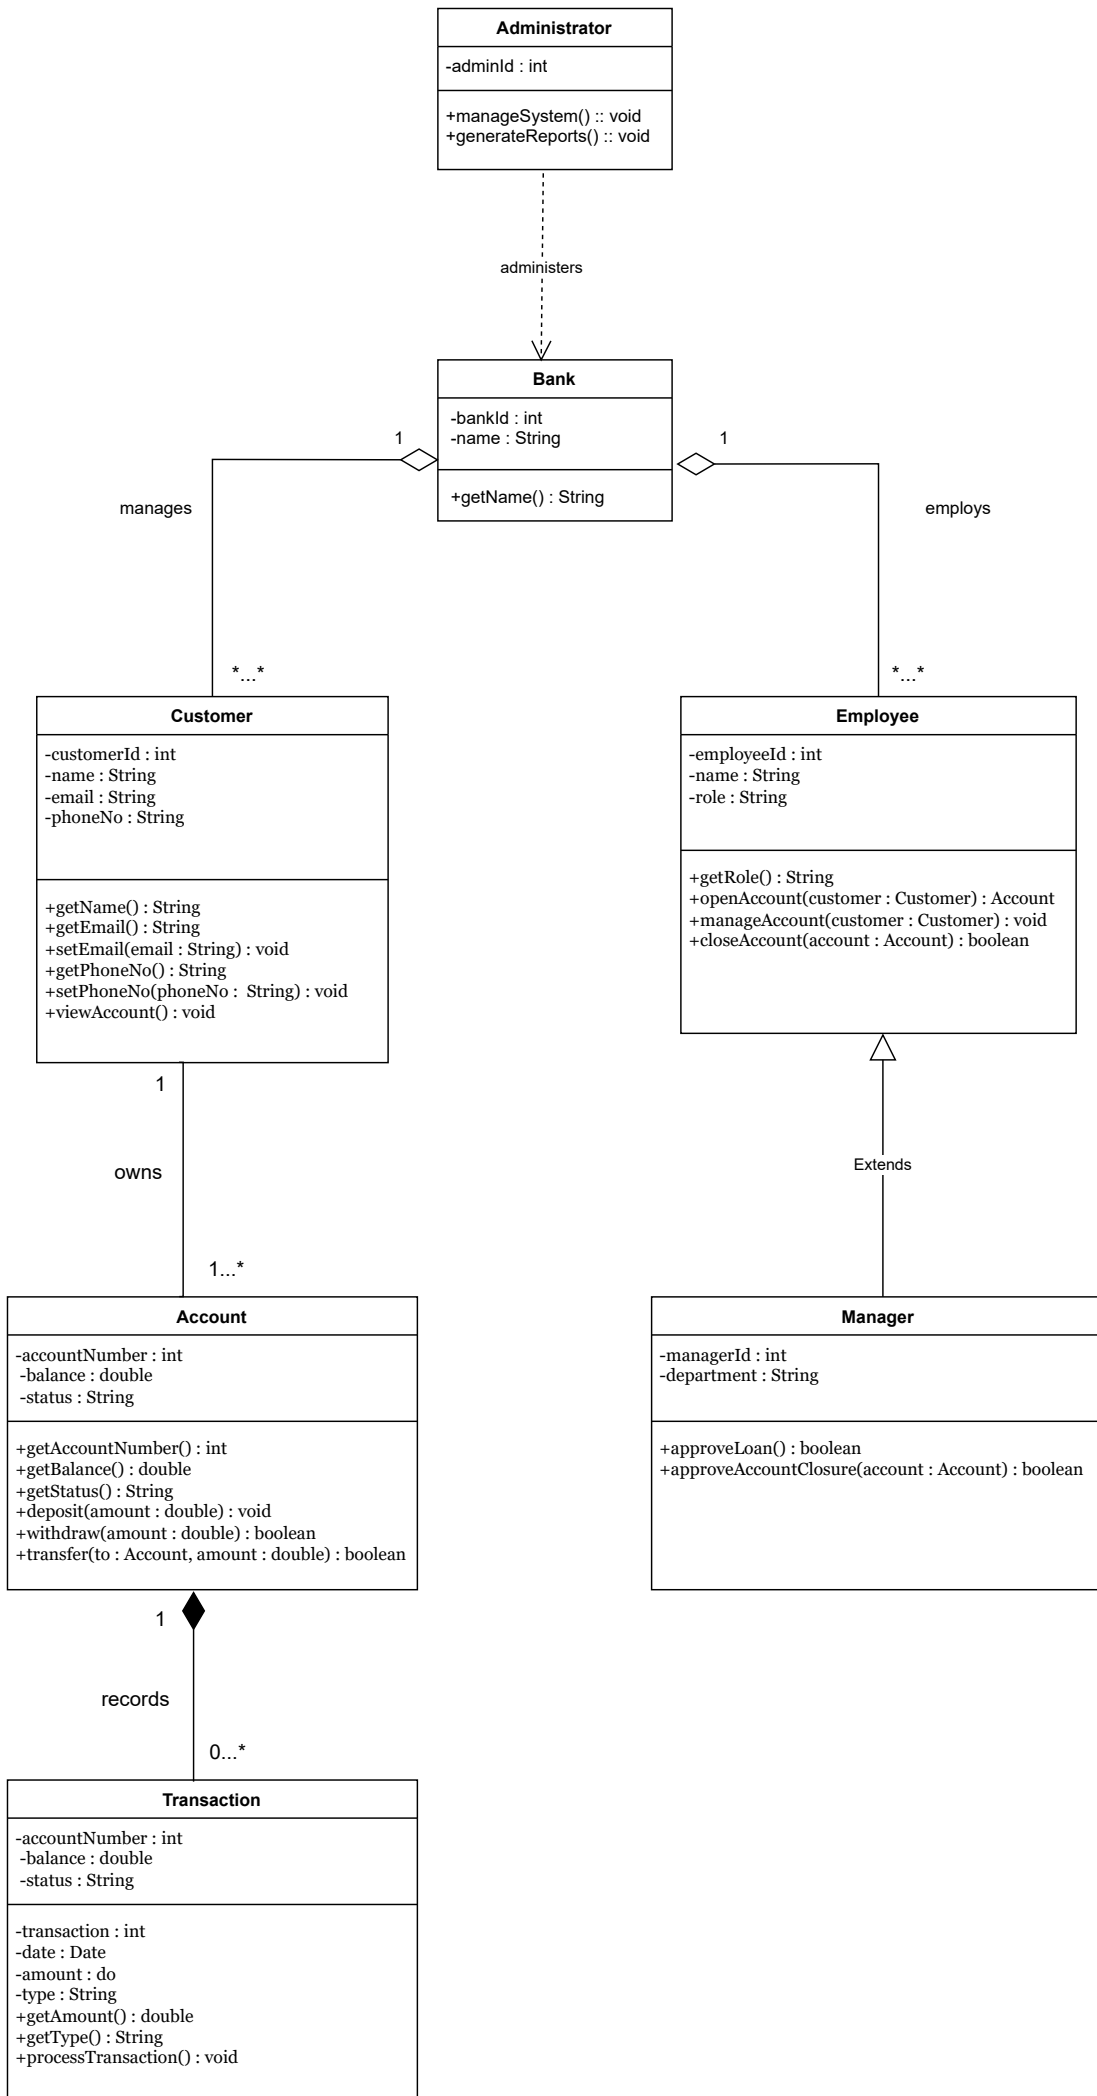 Administrator
-adminId : int
+manageSystem() :: void
+generateReports() :: void
administers
Bank
-bankId : int
-name : String
+getName() : String
1
1
manages
employs
*...*
*...*
Customer
-customerId : int
-name : String
-email : String
-phoneNo : String
+getName() : String
+getEmail() : String
+setEmail(email : String) : void
+getPhoneNo() : String
+setPhoneNo(phoneNo :  String) : void
+viewAccount() : void
Employee
-employeeId : int
-name : String
-role : String
+getRole() : String
+openAccount(customer : Customer) : Account
+manageAccount(customer : Customer) : void
+closeAccount(account : Account) : boolean
1
owns
1...*
Extends
Account
-accountNumber : int
-balance : double
-status : String
+getAccountNumber() : int
+getBalance() : double
+getStatus() : String
+deposit(amount : double) : void
+withdraw(amount : double) : boolean
+transfer(to : Account, amount : double) : boolean
Manager
-managerId : int
-department : String
+approveLoan() : boolean
+approveAccountClosure(account : Account) : boolean
1
records
0...*
Transaction
-accountNumber : int
-balance : double
-status : String
-transaction : int
-date : Date
-amount : do
-type : String
+getAmount() : double
+getType() : String
+processTransaction() : void